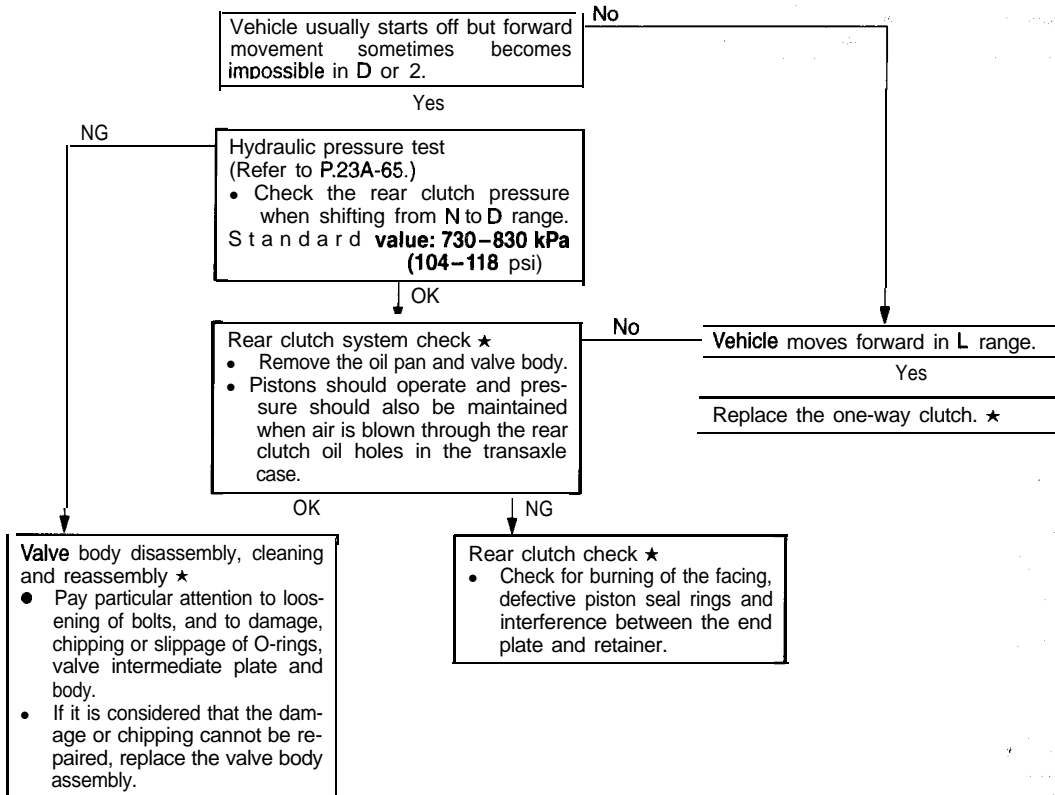 No
Vehicle usually starts off but forward
movement sometimes becomes
impossible in D or 2.
Yes
NG
Hydraulic pressure test
(Refer to P.23A-65.)
• Check the rear clutch pressure
when shifting from N to D range.
Standard value: 730–830 kPa
(104–118 psi)
OK
Rear clutch system check ★
• Remove the oil pan and valve body.
• Pistons should operate and pres-
sure should also be maintained
when air is blown through the rear
clutch oil holes in the transaxle
case.
No
Vehicle moves forward in L range.
Yes
Replace the one-way clutch. ★
OK
NG
Valve body disassembly, cleaning
and reassembly ★
• Pay particular attention to loos-
ening of bolts, and to damage,
chipping or slippage of O-rings,
valve intermediate plate and
body.
• If it is considered that the dam-
age or chipping cannot be re-
paired, replace the valve body
assembly.
Rear clutch check ★
• Check for burning of the facing,
defective piston seal rings and
interference between the end
plate and retainer.